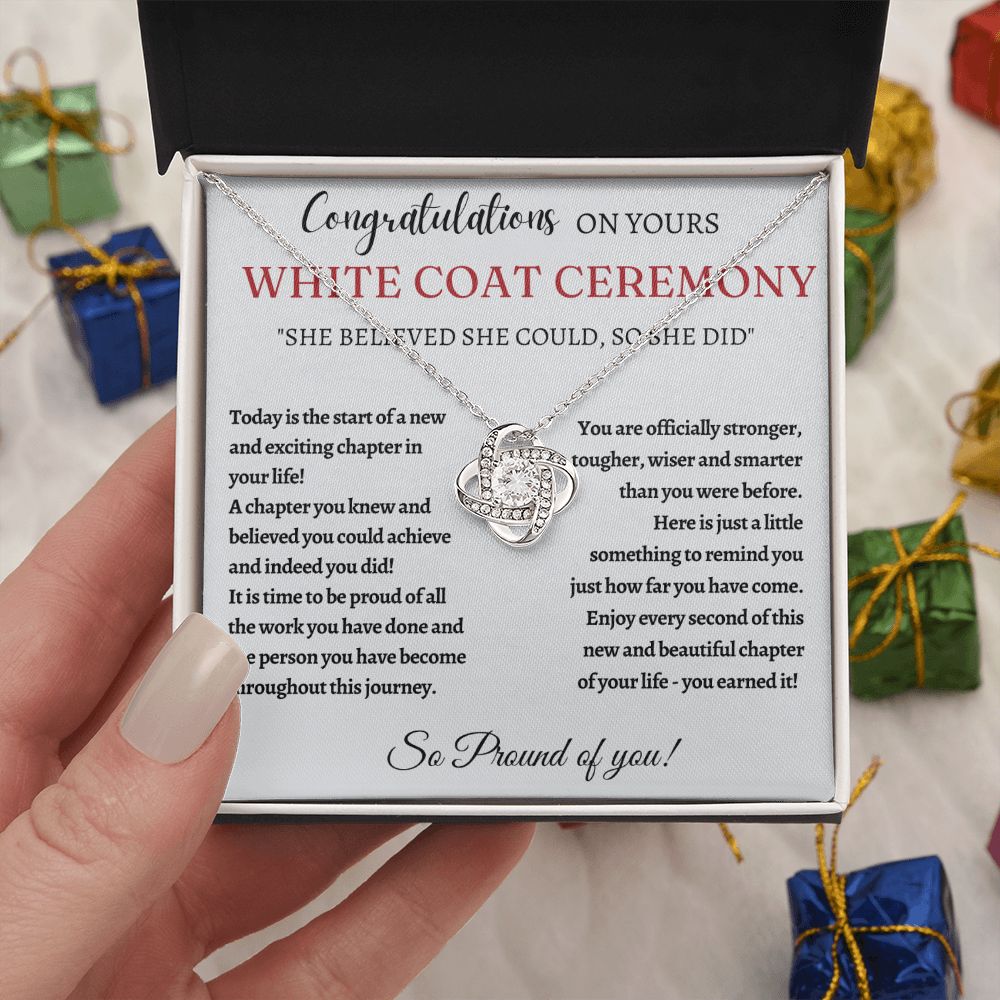 Congratulations ON YOURS
WHITE COAT CEREMONY
"SHE BELIEVED SHE COULD, SO SHE DID"
Today is the start of a new
and exciting chapter in
your life!
A chapter you knew and
believed you could achieve
and indeed you did!
It is time to be proud of all
the work you have done and
person you have become
throughout this journey.
You are officially stronger,
tougher, wiser and smarter
than you were before.
Here is just a little
something to remind you
just how far you have come.
Enjoy every second of this
new and beautiful chapter
of your life - you earned it!
So Pround of you!